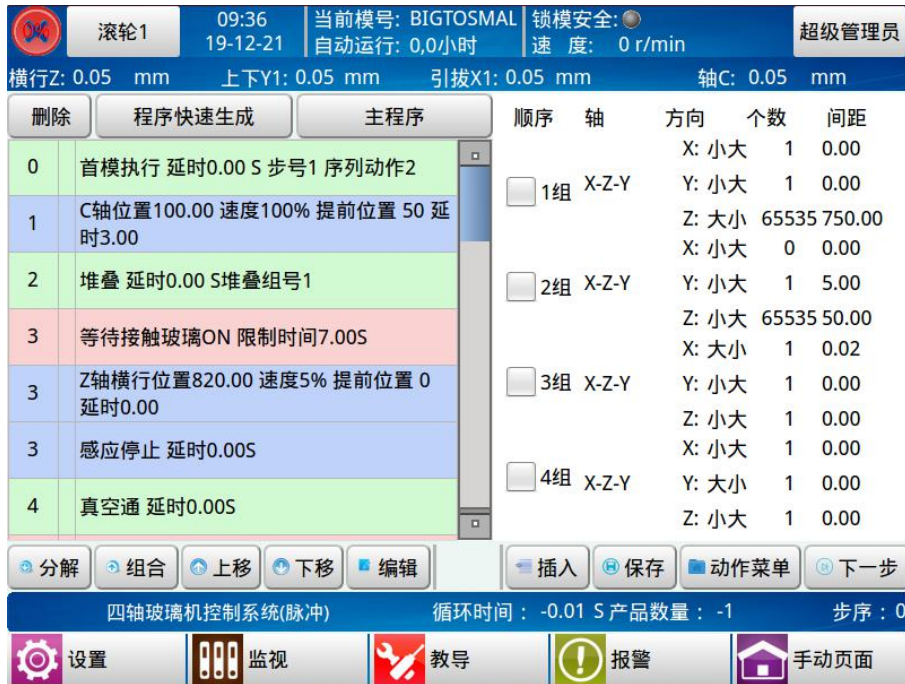 0%
滚轮1
09:36
19-12-21
当前模号: BIGTOSMAL
自动运行: 0,0小时
锁模安全:
速 度: 0 r/min
超级管理员
横行Z: 0.05 mm 上下Y1: 0.05 mm 引拔X1: 0.05 mm 轴C: 0.05 mm
删除 程序快速生成 主程序
0 首模执行 延时0.00 S 步号1 序列动作2
1 C轴位置100.00 速度100% 提前位置 50 延
时3.00
2 堆叠 延时0.00 S堆叠组号1
3 等待接触玻璃ON 限制时间7.00S
3 Z轴横行位置820.00 速度5% 提前位置 0
延时0.00
3 感应停止 延时0.00S
4 真空通 延时0.00S
顺序 轴 方向 个数 间距
X: 小大 1 0.00
1组 X-Z-Y Y: 小大 1 0.00
Z: 大小 65535 750.00
X: 小大 0 0.00
2组 X-Z-Y Y: 小大 1 5.00
Z: 小大 65535 50.00
X: 大小 1 0.02
3组 X-Z-Y Y: 小大 1 0.00
Z: 小大 1 0.00
X: 小大 1 0.00
4组 X-Z-Y Y: 大小 1 0.00
Z: 小大 1 0.00
分解 组合 上移 下移 编辑 插入 保存 动作菜单 下一步
四轴玻璃机控制系统(脉冲) 循环时间： -0.01 S 产品数量： -1 步序： 0
设置 监视 教导 报警 手动页面